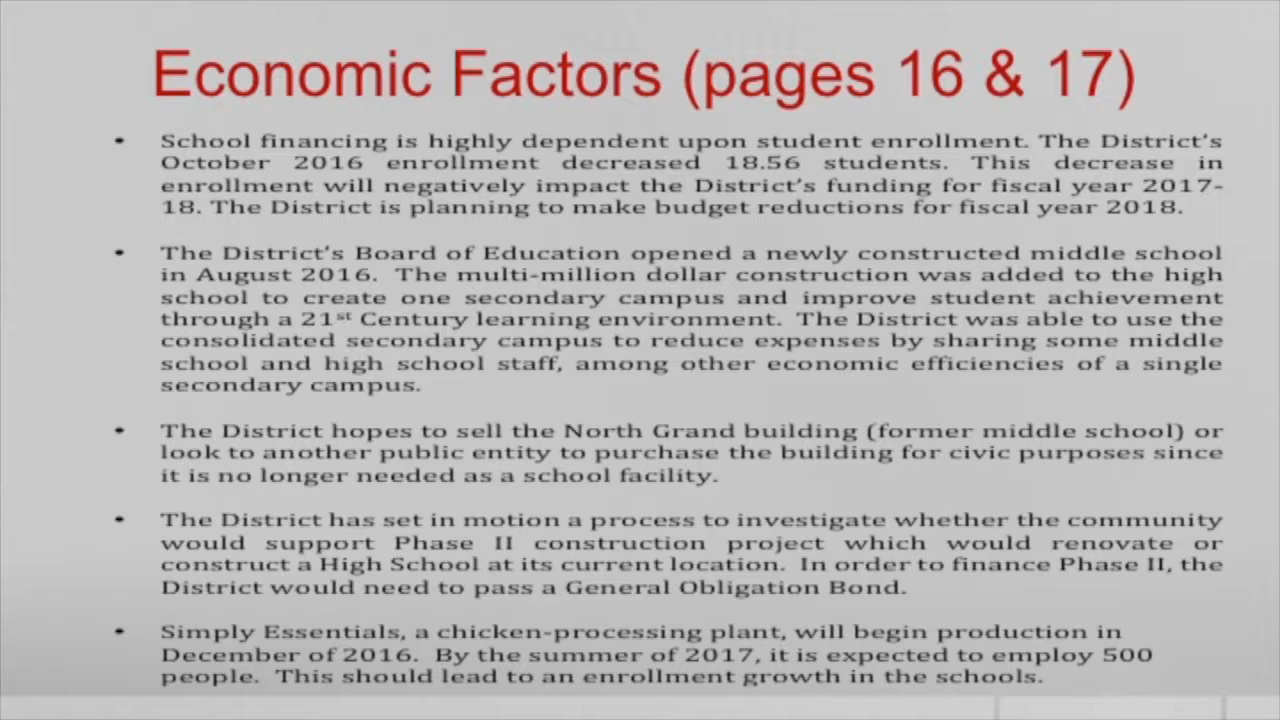 Economic Factors (pages 16 & 17)
• School financing is highly dependent upon student enrollment. The District's
October 2016 enrollment decreased 18.56 students. This decrease in
enrollment will negatively impact the District's funding for fiscal year 2017-
18. The District is planning to make budget reductions for fiscal year 2018.
• The District's Board of Education opened a newly constructed middle school
in August 2016. The multi-million dollar construction was added to the high
school to create one secondary campus and improve student achievement
through a 21st Century learning environment. The District was able to use the
consolidated secondary campus to reduce expenses by sharing some middle
school and high school staff, among other economic efficiencies of a single
secondary campus.
• The District hopes to sell the North Grand building (former middle school) or
look to another public entity to purchase the building for civic purposes since
it is no longer needed as a school facility.
• The District has set in motion a process to investigate whether the community
would support Phase II construction project which would renovate or
construct a High School at its current location. In order to finance Phase II, the
District would need to pass a General Obligation Bond.
• Simply Essentials, a chicken-processing plant, will begin production in
December of 2016. By the summer of 2017, it is expected to employ 500
people. This should lead to an enrollment growth in the schools.